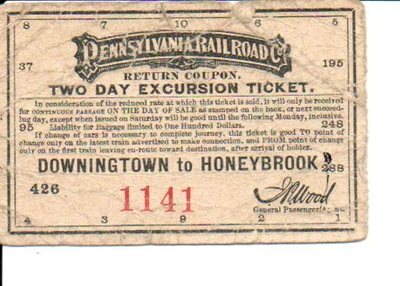 8 7 10 6 5
PENNSYLVANIA RAILROAD CO.
37 RETURN COUPON. 195
TWO DAY EXCURSION TICKET.
In consideration of the reduced rate at which this ticket is sold, it will only be received
for CONTINUOUS PASSAGE ON THE DAY OF SALE as stamped on the back, or next succeed-
ing day, except when issued on Saturday will be good until the following Monday, inclusive.
95 Liability for Baggage limited to One Hundred Dollars. 248
If change of cars is necessary to complete journey, this ticket is good TO point of
change only on the latest train advertised to make connection, and FROM point of change
only on the first train leaving en-route toward destination, after arrival of holder.
DOWNINGTOWN to HONEYBROOK
426 1141 288
Wood
General Passenger Ag
4 3 9 2 1